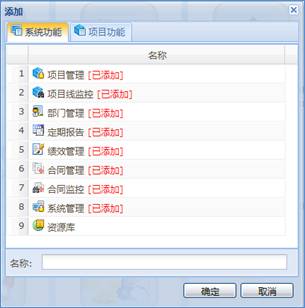 添加
系统功能 项目功能
名称
1 项目管理 [已添加]
2 项目线监控 [已添加]
3 部门管理 [已添加]
4 定期报告 [已添加]
5 绩效管理 [已添加]
6 合同管理 [已添加]
7 合同监控 [已添加]
8 系统管理 [已添加]
9 资源库
名称：
确定 取消